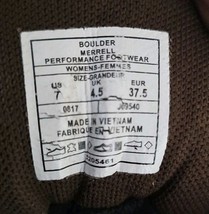 BOULDER
MERRELL
PERFORMANCE FOOTWEAR
WOMENS-FEMMES
SIZE-GRANDEUR
US UK EUR
7 4.5 37.5
0817
MADE IN VIETNAM
FABRIQUE EN VIETNAM